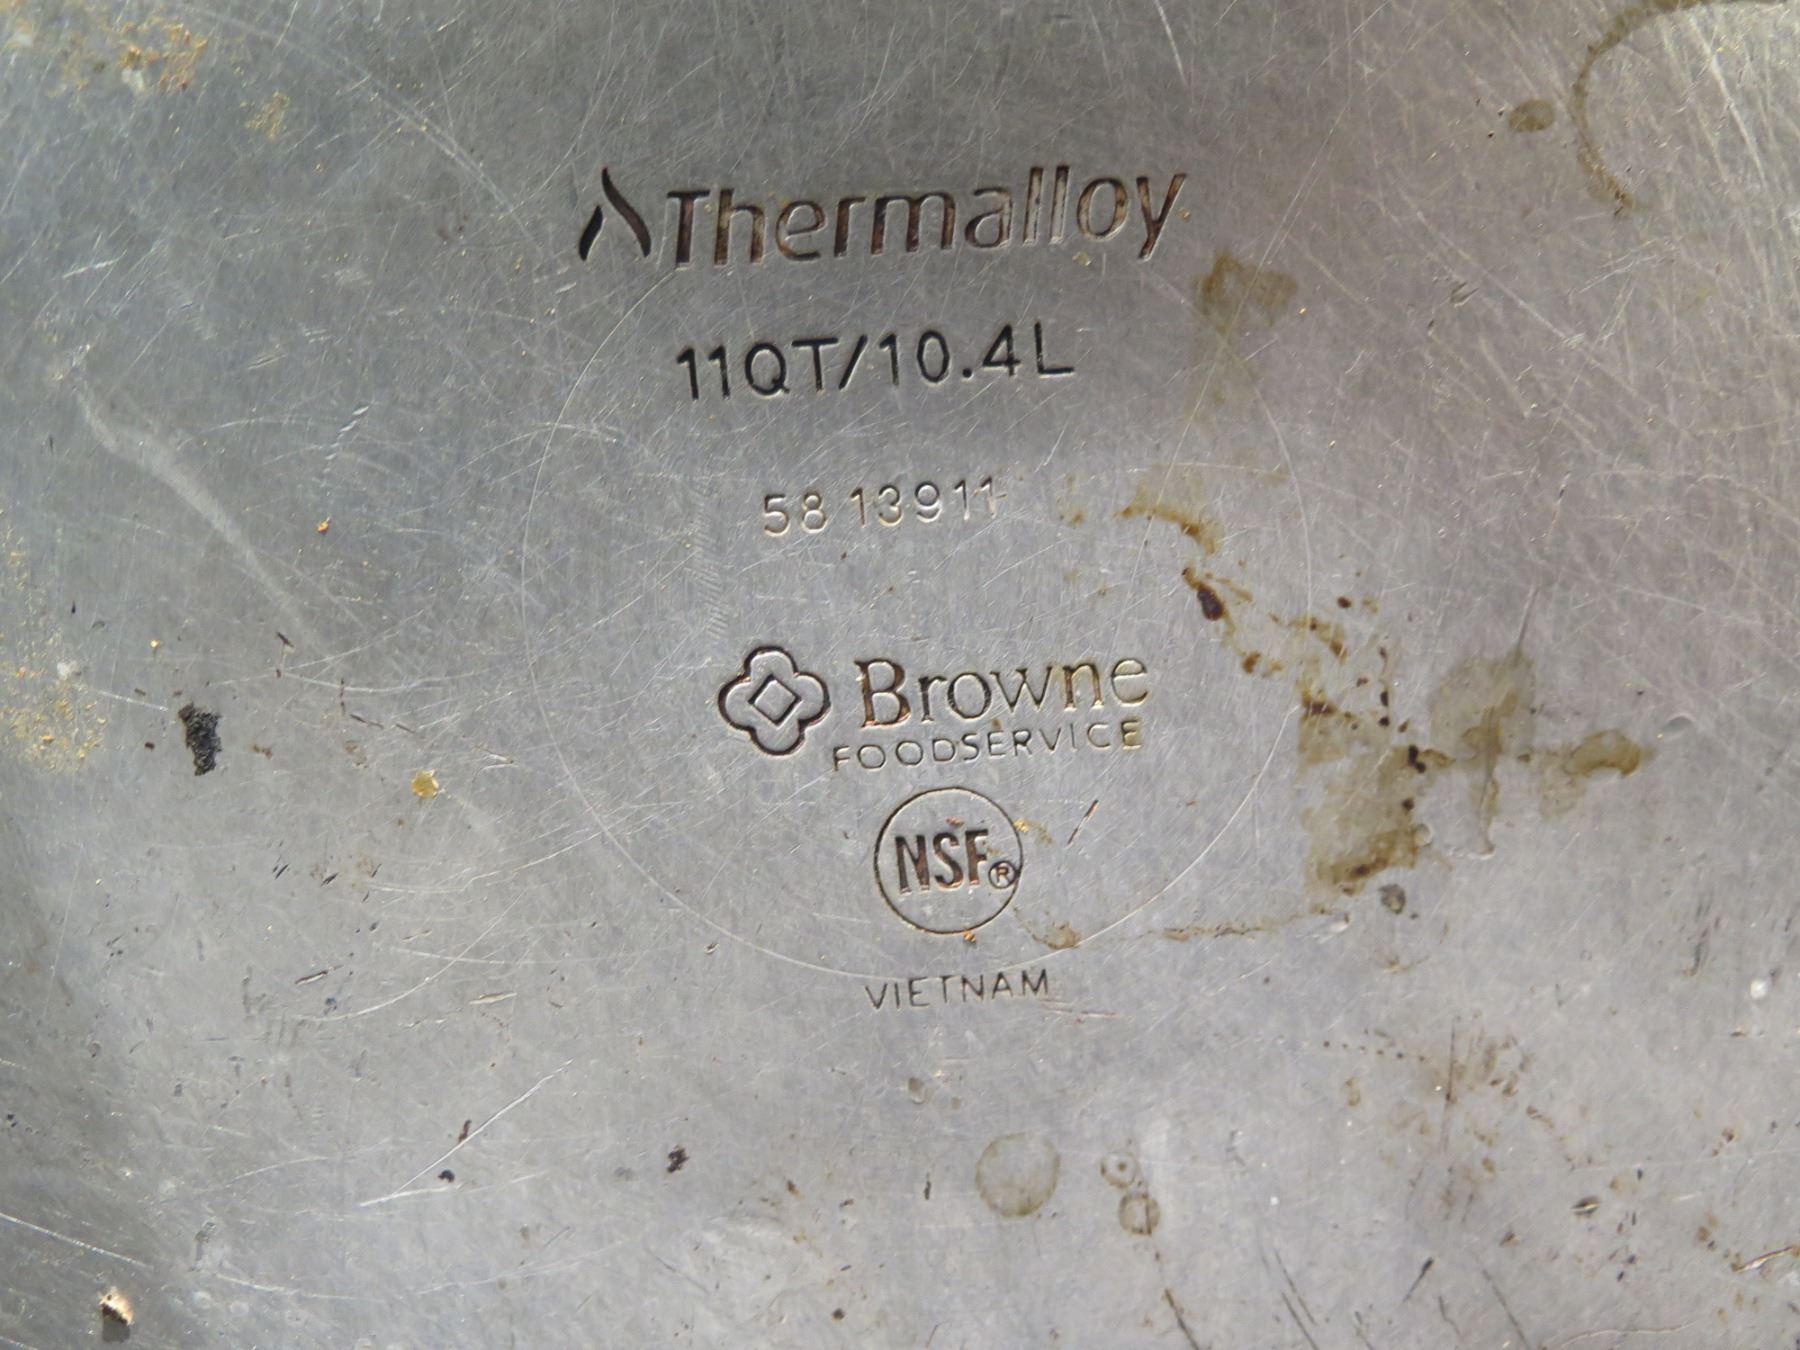 Thermalloy
11QT/10.4L
58 13911
Browne
FOODSERVICE
NSF®
VIETNAM